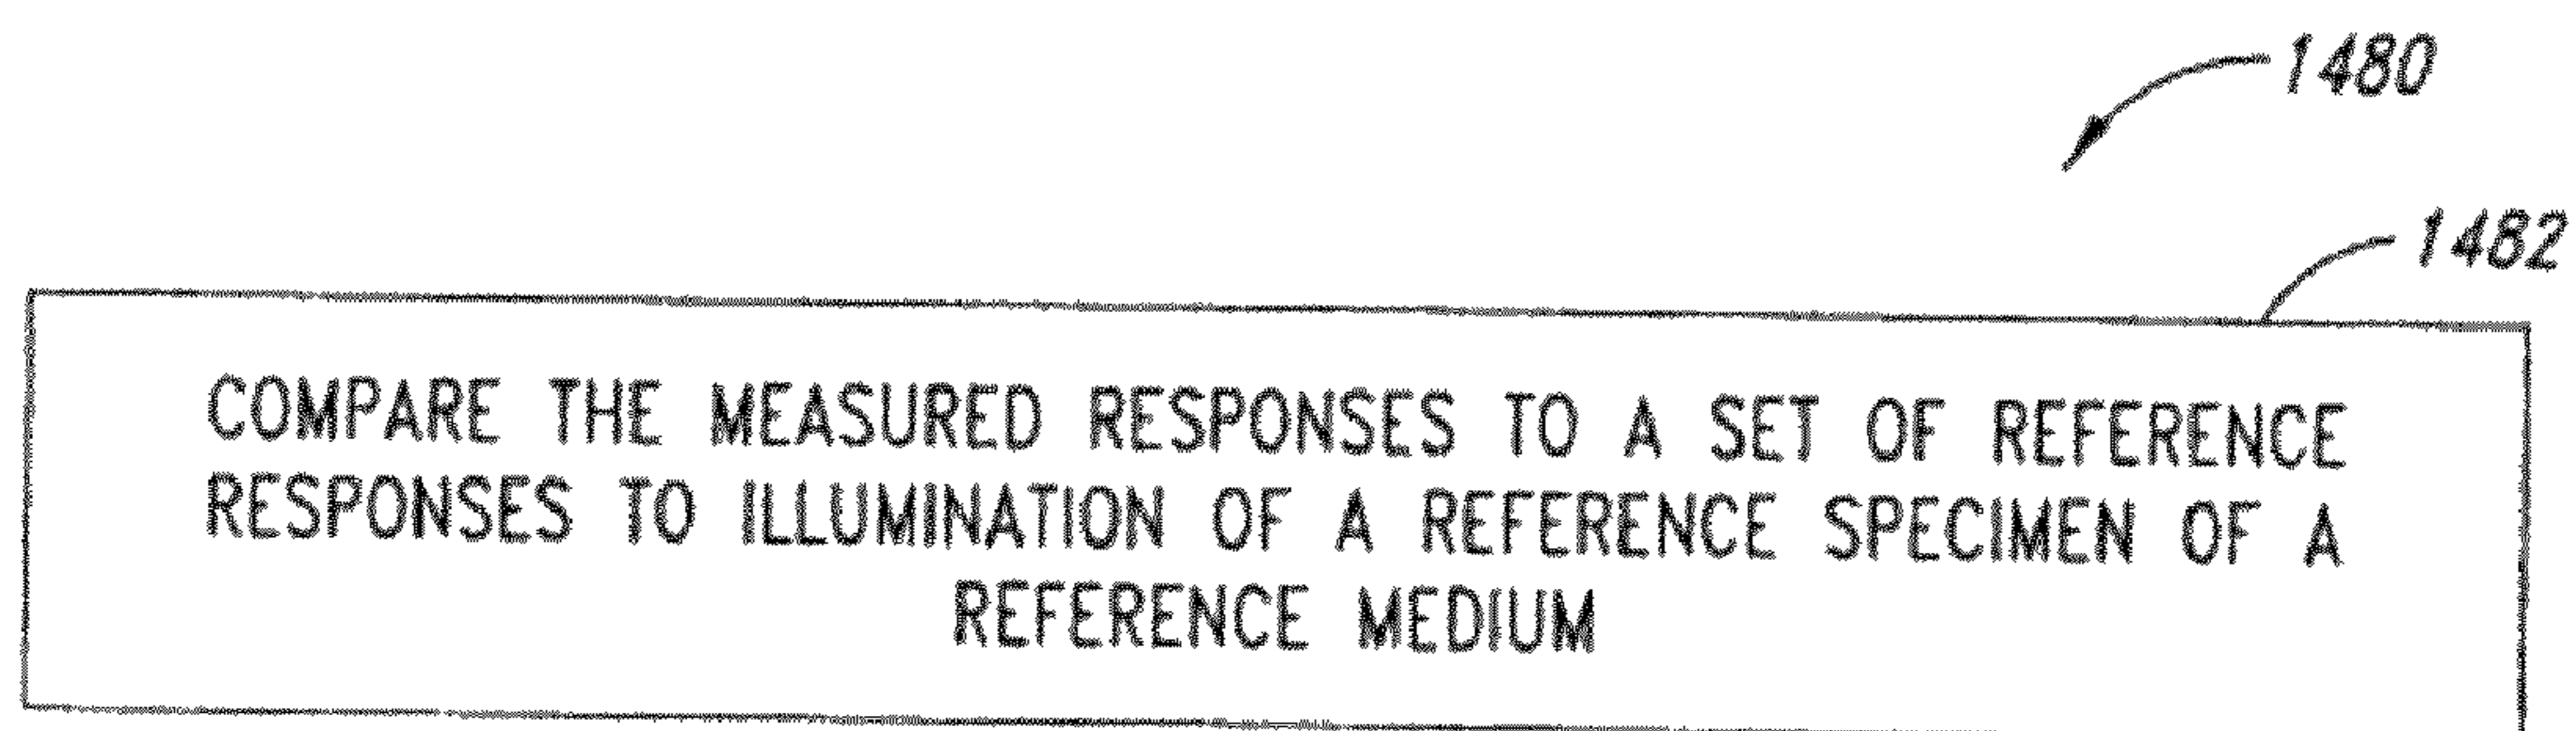 1480
1482
COMPARE THE MEASURED RESPONSES TO A SET OF REFERENCE
RESPONSES TO ILLUMINATION OF A REFERENCE SPECIMEN OF A
REFERENCE MEDIUM